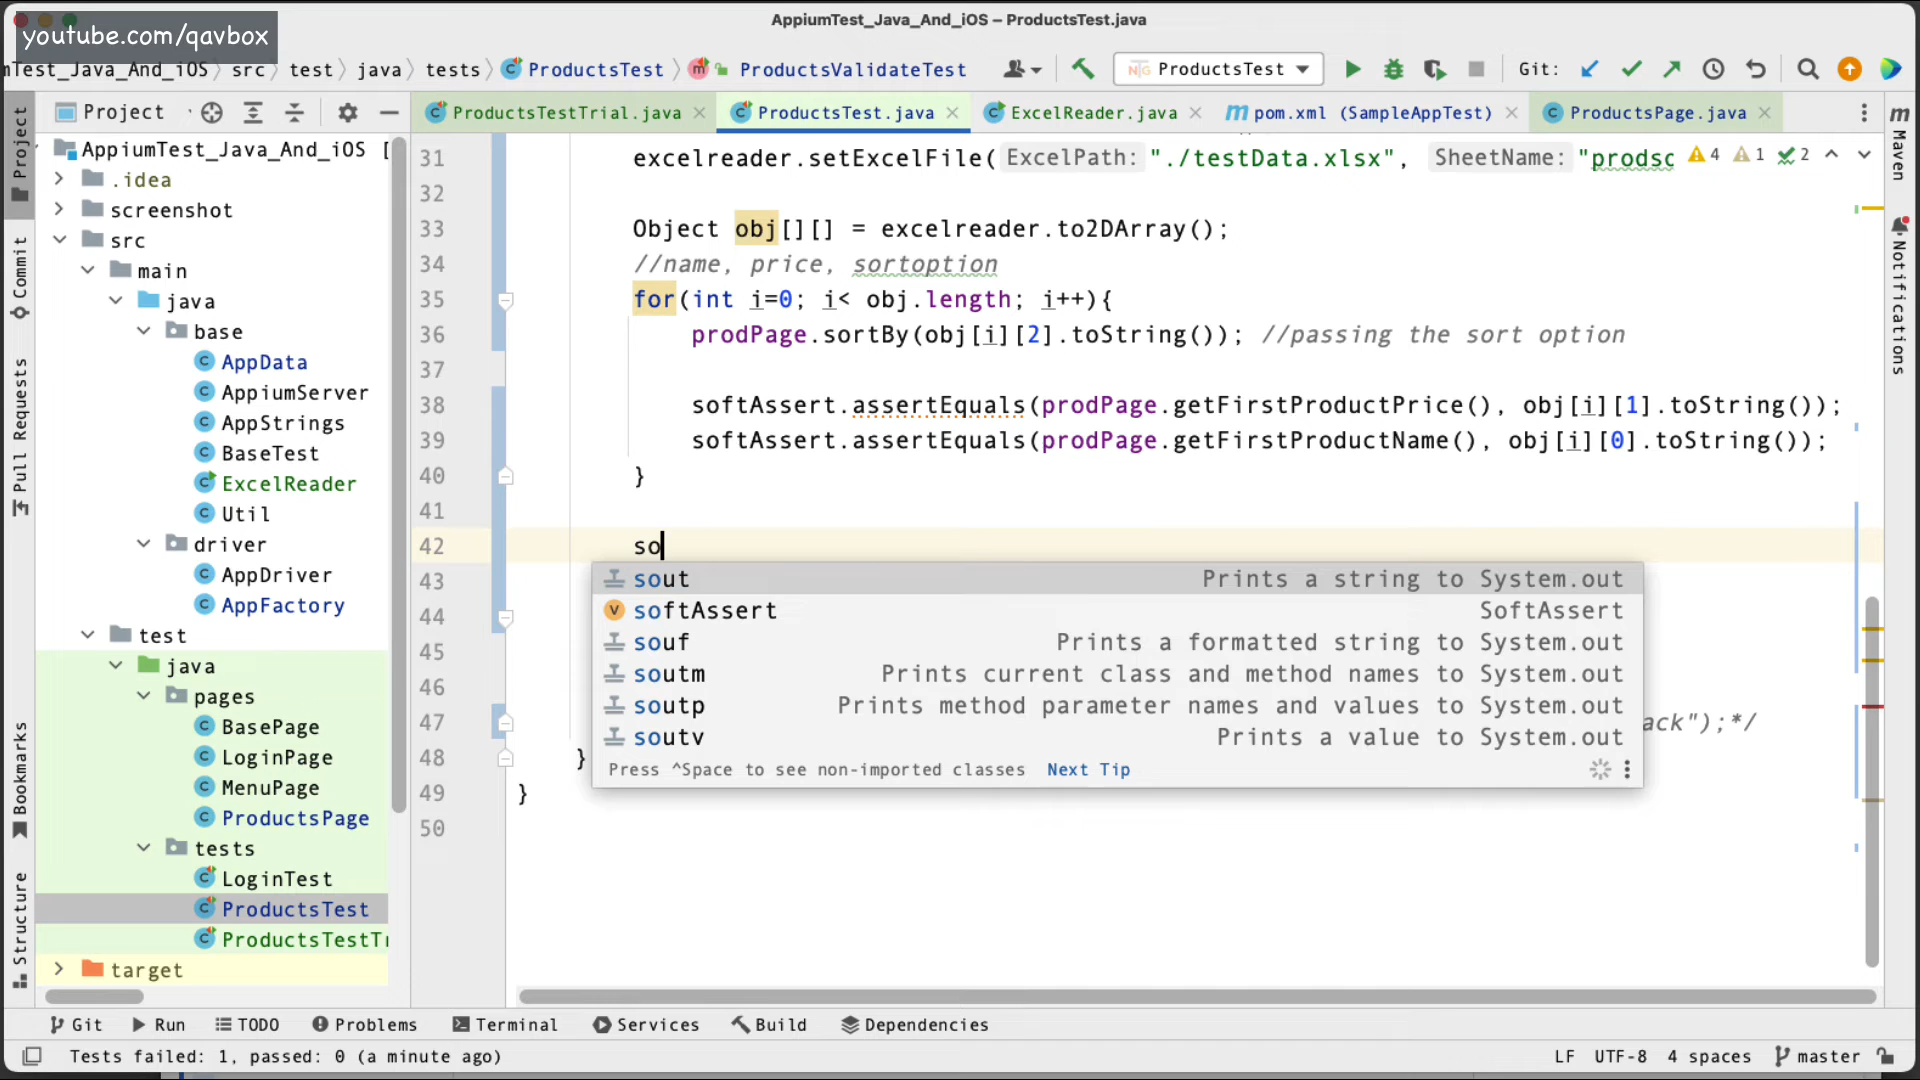 AppiumTest_Java_And_iOS – ProductsTest.java
youtube.com/qavbox
mTest_Java_And_iOS 〉 src 〉 test 〉 java 〉 tests 〉 ProductsTest 〉 ProductsValidateTest
ProductsTest
Git:
Project
ProductsTestTrial.java
ProductsTest.java
ExcelReader.java
pom.xml (SampleAppTest)
ProductsPage.java
Project
Commit
Pull Requests
Bookmarks
Structure
AppiumTest_Java_And_iOS [
.idea
screenshot
src
main
java
base
AppData
AppiumServer
AppStrings
BaseTest
ExcelReader
Util
driver
AppDriver
AppFactory
test
java
pages
BasePage
LoginPage
MenuPage
ProductsPage
tests
LoginTest
ProductsTest
ProductsTestTr
target
31 excelreader.setExcelFile( ExcelPath: "./testData.xlsx", SheetName: "prodsc
4 1 2
32
33 Object obj[][] = excelreader.to2DArray();
34 //name, price, sortoption
35 for(int i=0; i< obj.length; i++){
36 prodPage.sortBy(obj[i][2].toString()); //passing the sort option
37
38 softAssert.assertEquals(prodPage.getFirstProductPrice(), obj[i][1].toString());
39 softAssert.assertEquals(prodPage.getFirstProductName(), obj[i][0].toString());
40 }
41
42 so
43
44
45
46
47 ack");*/
48 }
49 }
50
sout Prints a string to System.out
softAssert SoftAssert
souf Prints a formatted string to System.out
soutm Prints current class and method names to System.out
soutp Prints method parameter names and values to System.out
soutv Prints a value to System.out
Press ^Space to see non-imported classes Next Tip
Maven
Notifications
Git Run TODO Problems Terminal Services Build Dependencies
Tests failed: 1, passed: 0 (a minute ago)
LF UTF-8 4 spaces master